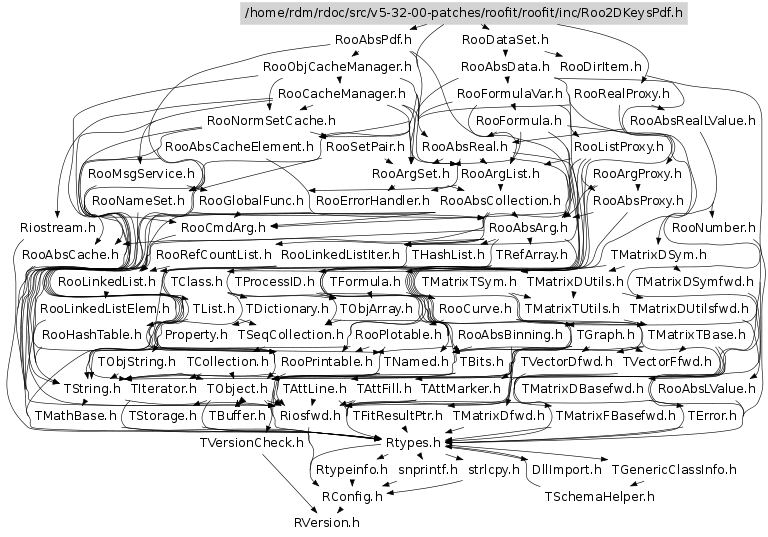 /home/rdm/rdoc/src/v5-32-00-patches/roofit/roofit/inc/Roo2DKeysPdf.h
RooAbsPdf.h RooDataSet.h
RooObjCacheManager.h RooAbsData.h RooDirItem.h
RooCacheManager.h RooFormulaVar.h RooRealProxy.h
RooNormSetCache.h RooFormula.h RooAbsRealLValue.h
RooAbsCacheElement.h RooSetPair.h RooAbsReal.h RooListProxy.h
RooMsgService.h RooArgSet.h RooArgList.h RooArgProxy.h
RooNameSet.h RooGlobalFunc.h RooErrorHandler.h RooAbsCollection.h RooAbsProxy.h
Riostream.h RooCmdArg.h RooAbsArg.h RooNumber.h
RooAbsCache.h RooRefCountList.h RooLinkedListIter.h THashList.h TRefArray.h TMatrixDSym.h
RooLinkedList.h TClass.h TProcessID.h TFormula.h TMatrixTSym.h TMatrixDUtils.h TMatrixDSymfwd.h
RooLinkedListElem.h TList.h TDictionary.h TObjArray.h RooCurve.h TMatrixTUtils.h TMatrixDUtilsfwd.h
RooHashTable.h Property.h TSeqCollection.h RooPlotable.h RooAbsBinning.h TGraph.h TMatrixTBase.h
TObjString.h TCollection.h RooPrintable.h TNamed.h TBits.h TVectorDfwd.h TVectorFfwd.h
TString.h TIterator.h TObject.h TAttLine.h TAttFill.h TAttMarker.h TMatrixDBasefwd.h RooAbsLValue.h
TMathBase.h TStorage.h TBuffer.h Riosfwd.h TFitResultPtr.h TMatrixDfwd.h TMatrixFBasefwd.h TError.h
TVersionCheck.h Rtypes.h
Rtypeinfo.h snprintf.h strlcpy.h DllImport.h TGenericClassInfo.h
RConfig.h TSchemaHelper.h
RVersion.h